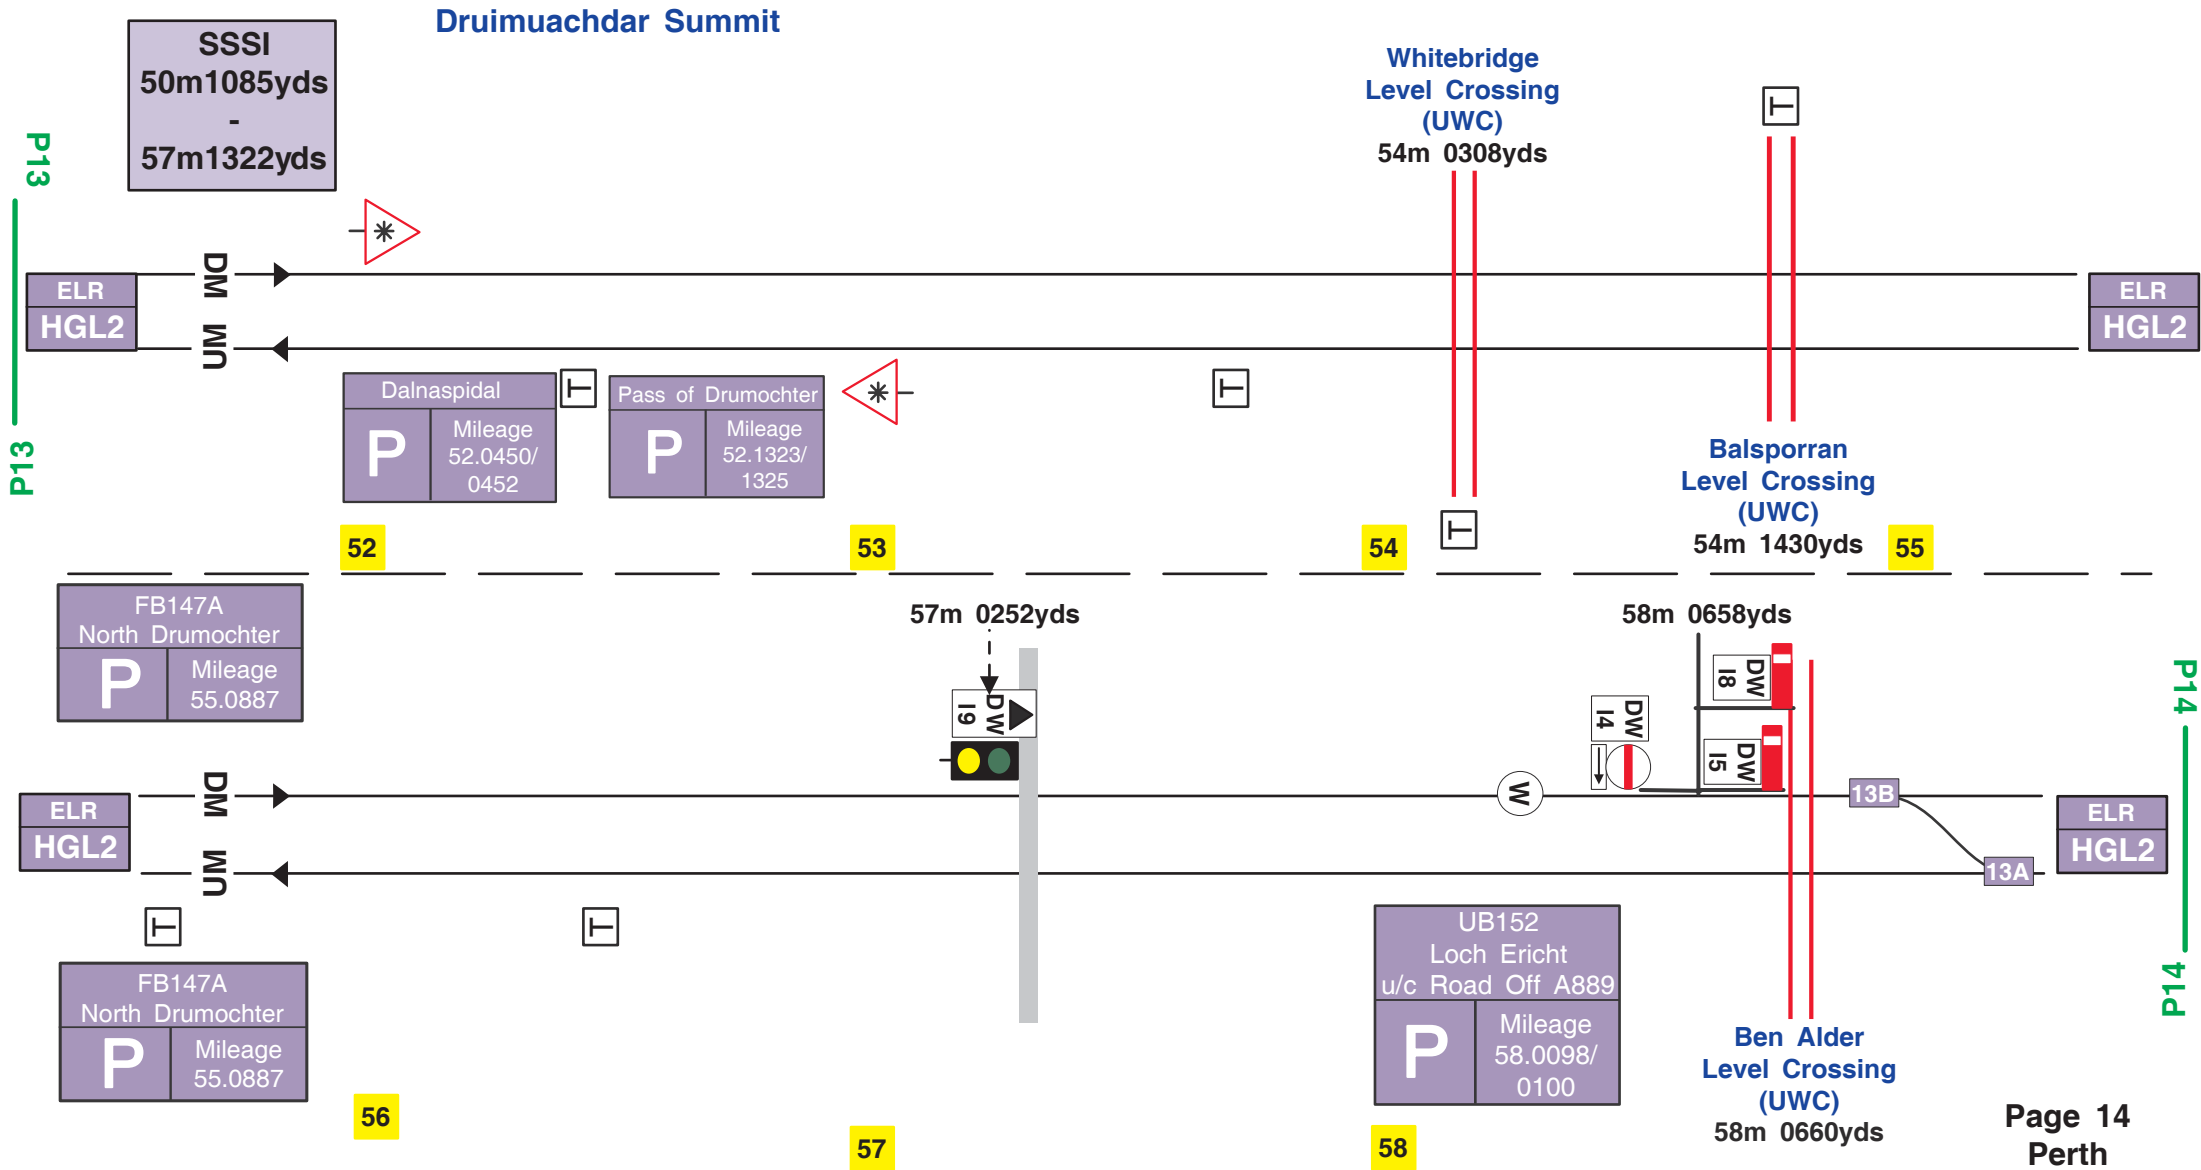 Druimuachdar Summit
SSSI
50m1085yds
-
57m1322yds
Whitebridge
Level Crossing
(UWC)
54m 0308yds
T
P13
DM
ELR
HGL2
UM
ELR
HGL2
P13
Dalnaspidal
P
Mileage
52.0450/
0452
T
Pass of Drumochter
P
Mileage
52.1323/
1325
T
Balsporran
Level Crossing
(UWC)
54m 1430yds
T
52
53
54
55
FB147A
North Drumochter
P
Mileage
55.0887
57m 0252yds
DW
I9
58m 0658yds
DW
I8
DW
I4
DW
I5
P14
DM
ELR
HGL2
UM
W
13B
13A
ELR
HGL2
P14
T
T
FB147A
North Drumochter
P
Mileage
55.0887
UB152
Loch Ericht
u/c Road Off A889
P
Mileage
58.0098/
0100
Ben Alder
Level Crossing
(UWC)
58m 0660yds
56
57
58
Page 14
Perth